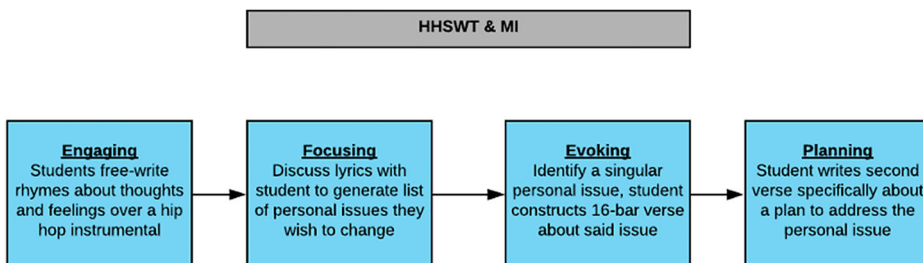 HHSWT & MI
Engaging
Students free-write
rhymes about thoughts
and feelings over a hip
hop instrumental
Focusing
Discuss lyrics with
student to generate list
of personal issues they
wish to change
Evoking
Identify a singular
personal issue, student
constructs 16-bar verse
about said issue
Planning
Student writes second
verse specifically about
a plan to address the
personal issue